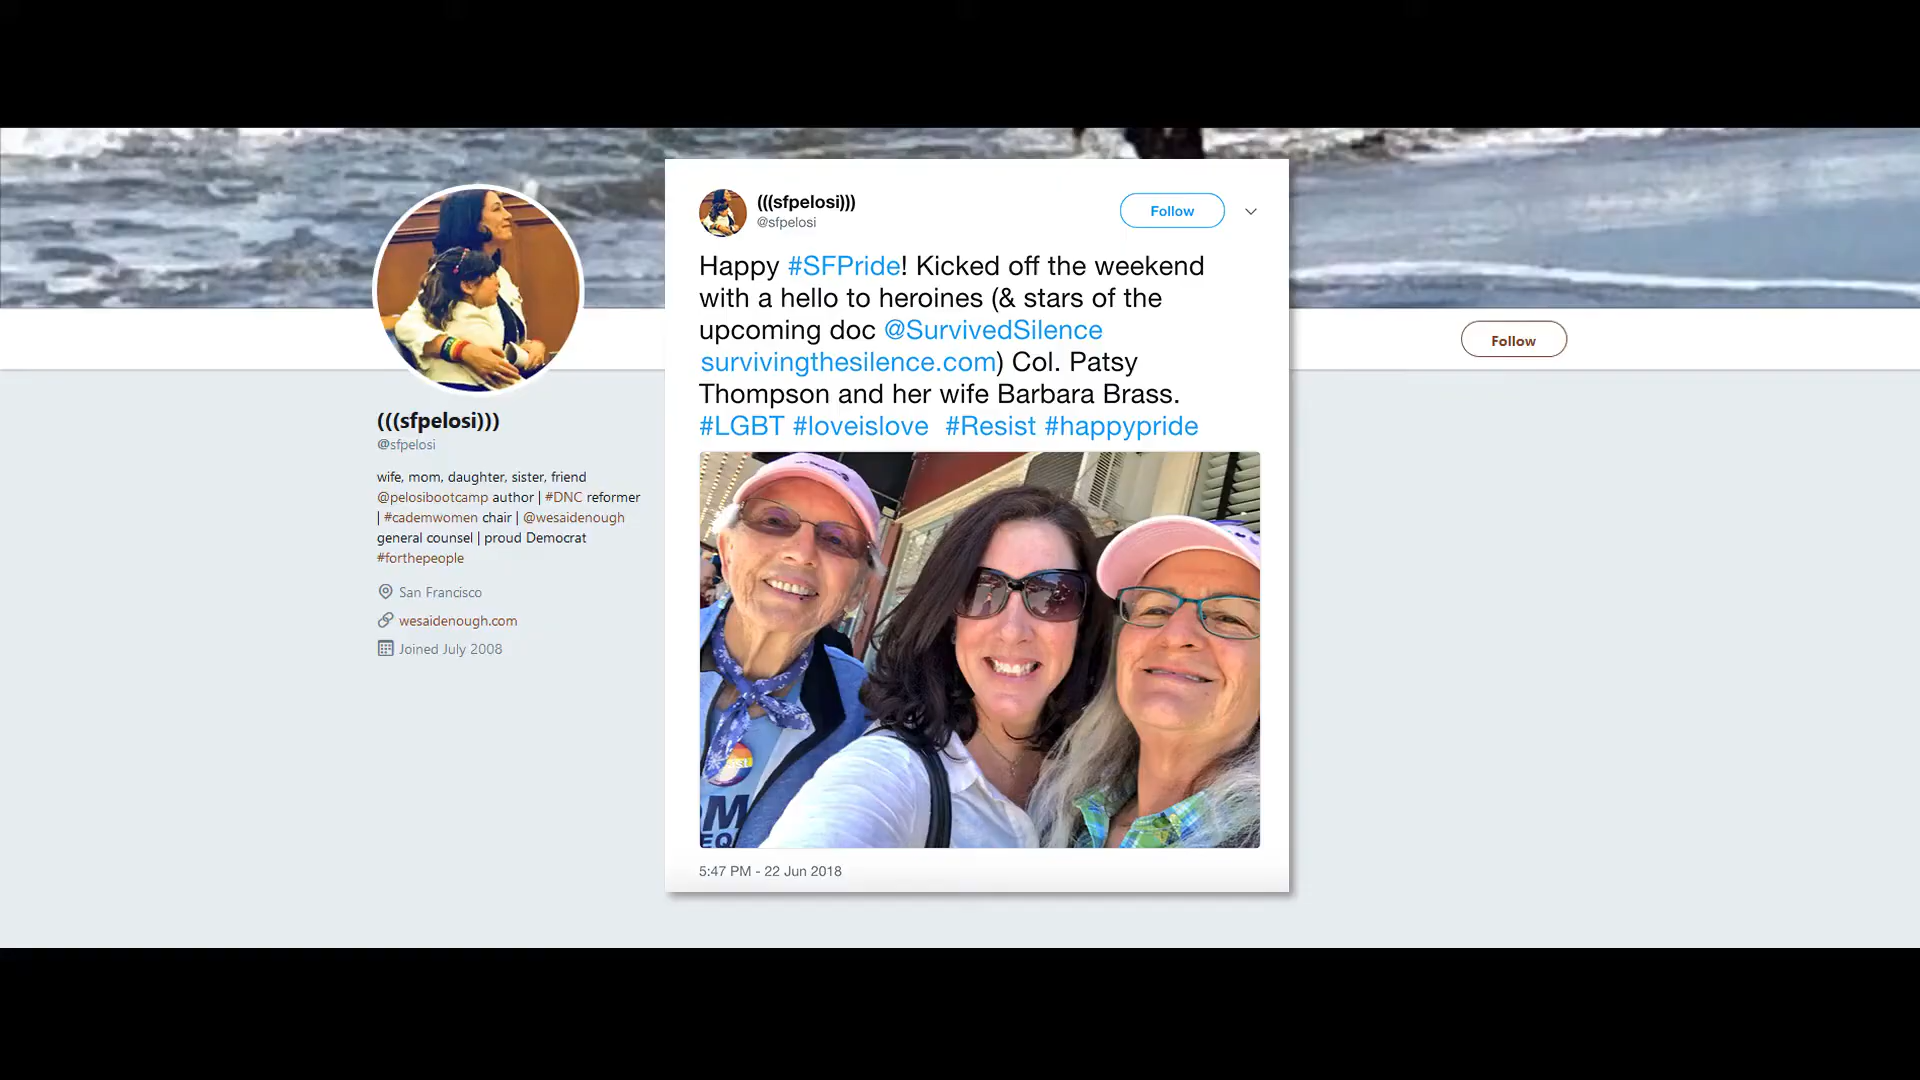 (((sfpelosi)))
@sfpelosi
wife, mom, daughter, sister, friend
@pelosibootcamp author | #DNC reformer
| #cademwomen chair | @wesaidenough
general counsel | proud Democrat
#forthepeople
San Francisco
wesaidenough.com
Joined July 2008
(((sfpelosi)))
@sfpelosi
Follow
Happy #SFPride! Kicked off the weekend
with a hello to heroines (& stars of the
upcoming doc @SurvivedSilence
survivingthesilence.com) Col. Patsy
Thompson and her wife Barbara Brass.
#LGBT #loveislove #Resist #happypride
5:47 PM - 22 Jun 2018
Follow